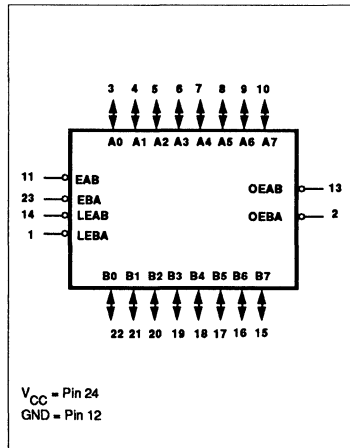 3 4 5 6 7 8 9 10
A0 A1 A2 A3 A4 A5 A6 A7
11 EAB
23 EBA
14 LEAB
1 LEBA
OEAB 13
OEBA 2
B0 B1 B2 B3 B4 B5 B6 B7
22 21 20 19 18 17 16 15
VCC = Pin 24
GND = Pin 12